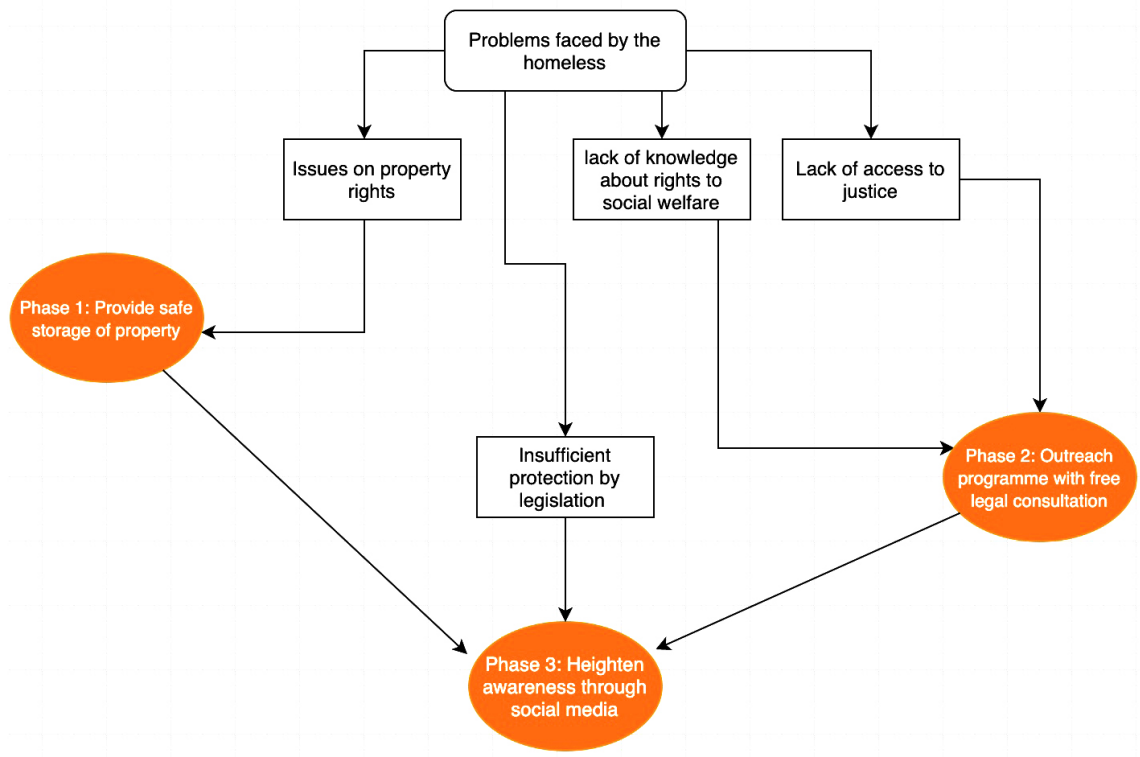 Problems faced by the
homeless
Issues on property
rights
lack of knowledge
about rights to
social welfare
Lack of access to
justice
Phase 1: Provide safe
storage of property
Insufficient
protection by
legislation
Phase 2: Outreach
programme with free
legal consultation
Phase 3: Heighten
awareness through
social media